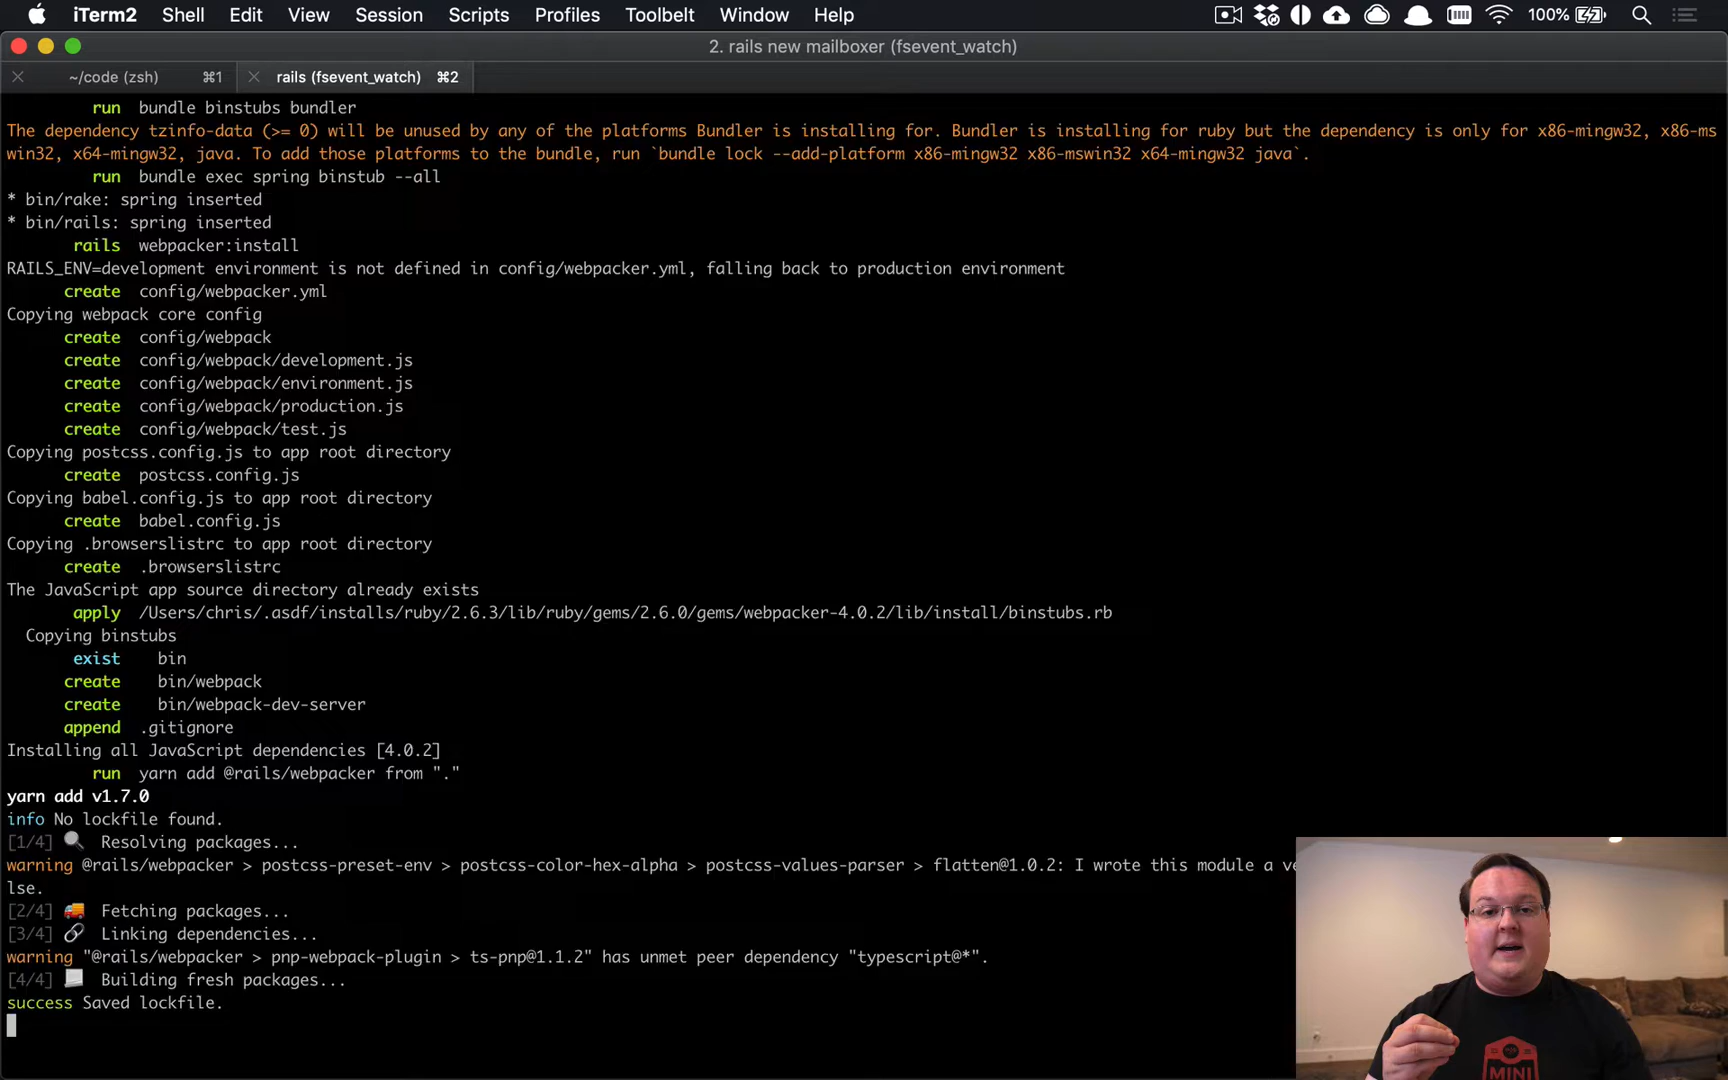 iTerm2 Shell Edit View Session Scripts Profiles Toolbelt Window Help 100%
2. rails new mailboxer (fsevent_watch)
~/code (zsh) ⌘1 rails (fsevent_watch) ⌘2
run bundle binstubs bundler
The dependency tzinfo-data (>= 0) will be unused by any of the platforms Bundler is installing for. Bundler is installing for ruby but the dependency is only for x86-mingw32, x86-ms
win32, x64-mingw32, java. To add those platforms to the bundle, run `bundle lock --add-platform x86-mingw32 x86-mswin32 x64-mingw32 java`.
run bundle exec spring binstub --all
* bin/rake: spring inserted
* bin/rails: spring inserted
rails webpacker:install
RAILS_ENV=development environment is not defined in config/webpacker.yml, falling back to production environment
create config/webpacker.yml
Copying webpack core config
create config/webpack
create config/webpack/development.js
create config/webpack/environment.js
create config/webpack/production.js
create config/webpack/test.js
Copying postcss.config.js to app root directory
create postcss.config.js
Copying babel.config.js to app root directory
create babel.config.js
Copying .browserslistrc to app root directory
create .browserslistrc
The JavaScript app source directory already exists
apply /Users/chris/.asdf/installs/ruby/2.6.3/lib/ruby/gems/2.6.0/gems/webpacker-4.0.2/lib/install/binstubs.rb
Copying binstubs
exist bin
create bin/webpack
create bin/webpack-dev-server
append .gitignore
Installing all JavaScript dependencies [4.0.2]
run yarn add @rails/webpacker from "."
yarn add v1.7.0
info No lockfile found.
[1/4] 🔍 Resolving packages...
warning @rails/webpacker > postcss-preset-env > postcss-color-hex-alpha > postcss-values-parser > flatten@1.0.2: I wrote this module a ve
lse.
[2/4] 🚚 Fetching packages...
[3/4] 🔗 Linking dependencies...
warning "@rails/webpacker > pnp-webpack-plugin > ts-pnp@1.1.2" has unmet peer dependency "typescript@*".
[4/4] 📃 Building fresh packages...
success Saved lockfile.
MINI